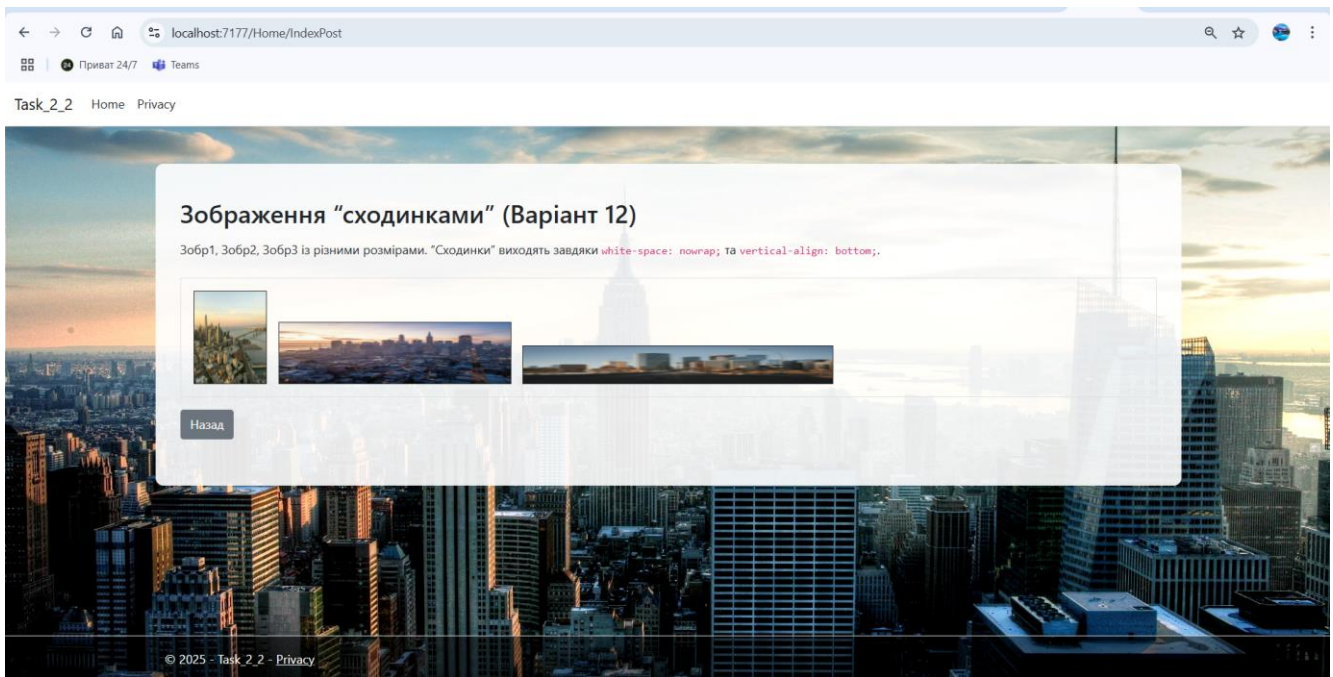 localhost:7177/Home/IndexPost
24 Приват 24/7 Teams
Task_2_2 Home Privacy
Зображення “сходинками” (Варіант 12)
Зобр1, Зобр2, Зобр3 із різними розмірами. “Сходинки” виходять завдяки white-space: nowrap; та vertical-align: bottom;.
Назад
© 2025 - Task_2_2 - Privacy